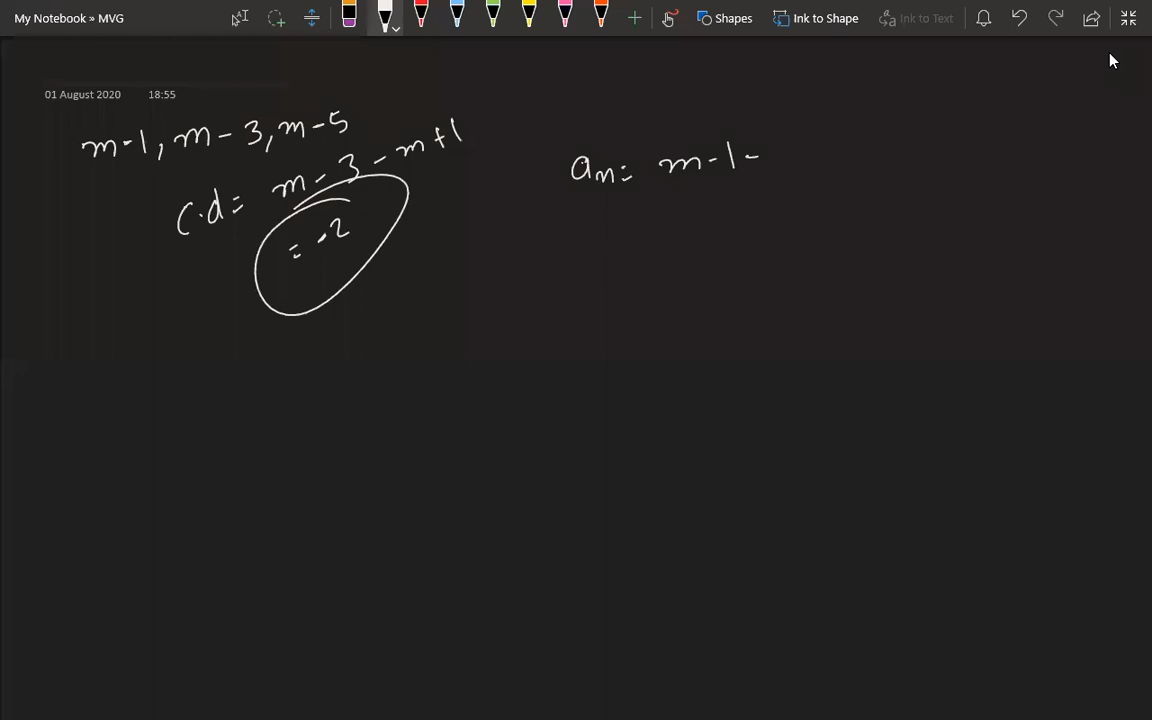 My Notebook » MVG
Shapes
Ink to Shape
Ink to Text
01 August 2020 18:55
m-1, m-3, m-5
c.d = m-3-m+1
= -2
an = m-1-